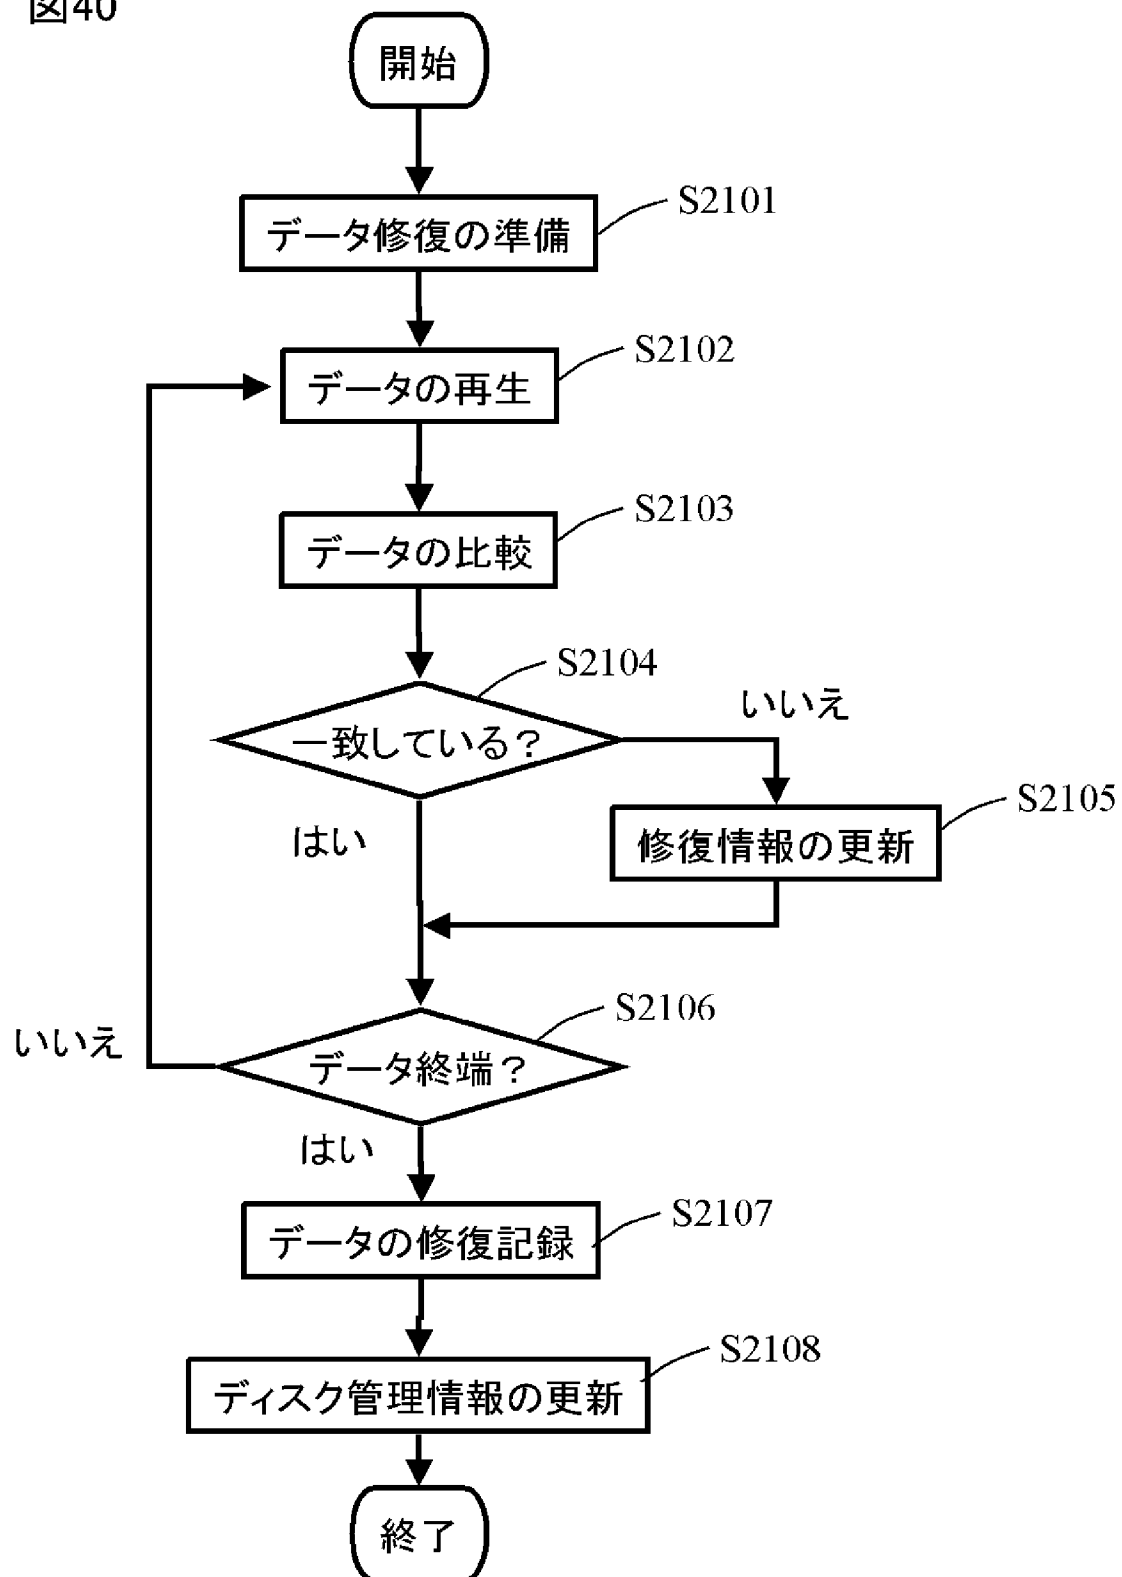 図40
開始
データ修復の準備
S2101
データの再生
S2102
データの比較
S2103
一致している？
S2104
いいえ
はい
修復情報の更新
S2105
データ終端？
S2106
いいえ
はい
データの修復記録
S2107
ディスク管理情報の更新
S2108
終了